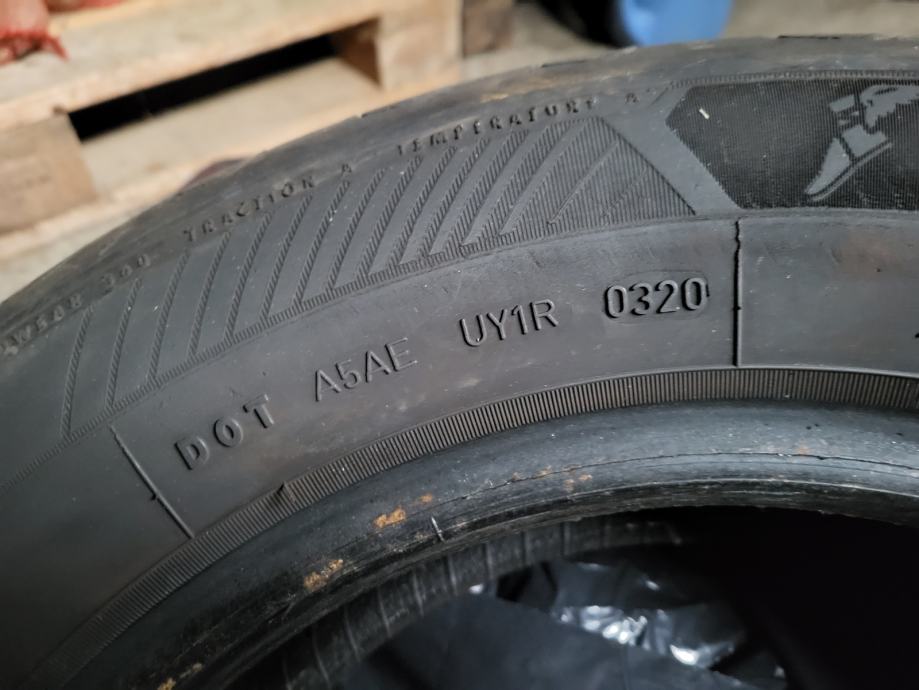 TRACTION A TEMPERATURE A
DOT A5AE UY1R 0320